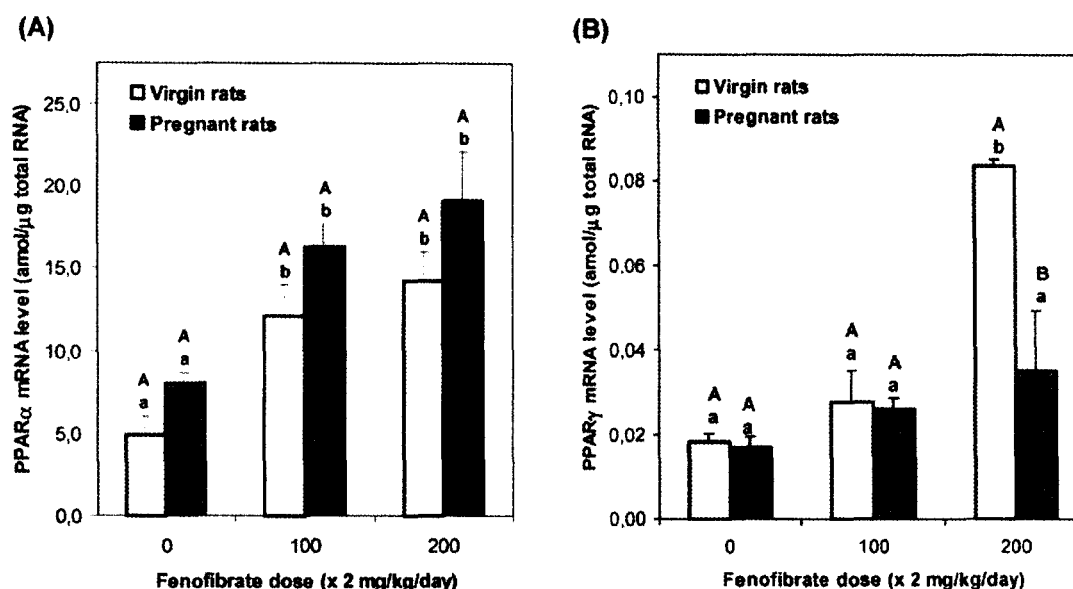 (A)
Virgin rats
Pregnant rats
PPARα mRNA level (amol/μg total RNA)
25,0
20,0
15,0
10,0
5,0
0,0
A
a
A
a
A
b
A
b
A
b
A
b
0
100
200
Fenofibrate dose (x 2 mg/kg/day)
(B)
Virgin rats
Pregnant rats
PPARγ mRNA level (amol/μg total RNA)
0,10
0,08
0,06
0,04
0,02
0,00
A
a
A
a
A
a
A
a
A
b
B
a
0
100
200
Fenofibrate dose (x 2 mg/kg/day)